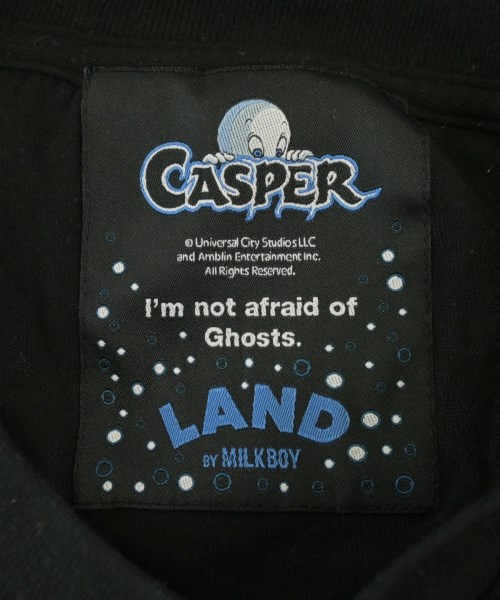 CASPER
© Universal City Studios LLC
and Amblin Entertainment Inc.
All Rights Reserved.
I'm not afraid of
Ghosts.
LAND
BY MILKBOY